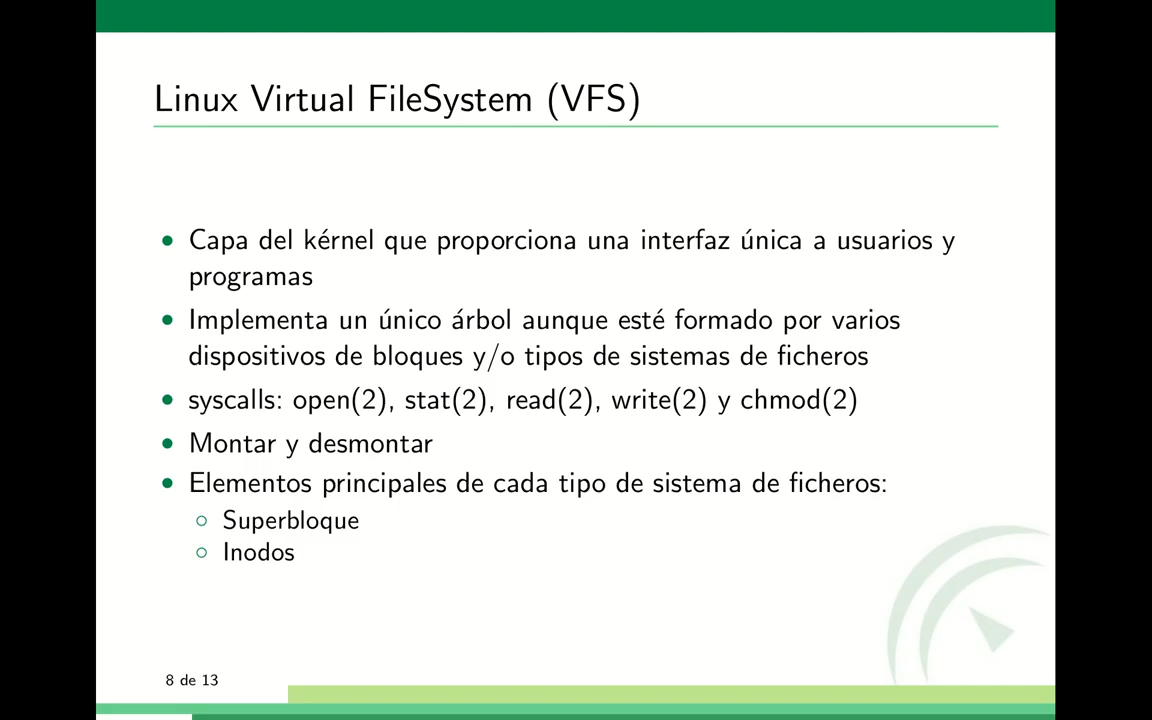 Linux Virtual FileSystem (VFS)
• Capa del kérnel que proporciona una interfaz única a usuarios y
programas
• Implementa un único árbol aunque esté formado por varios
dispositivos de bloques y/o tipos de sistemas de ficheros
• syscalls: open(2), stat(2), read(2), write(2) y chmod(2)
• Montar y desmontar
• Elementos principales de cada tipo de sistema de ficheros:
○ Superbloque
○ Inodos
8 de 13